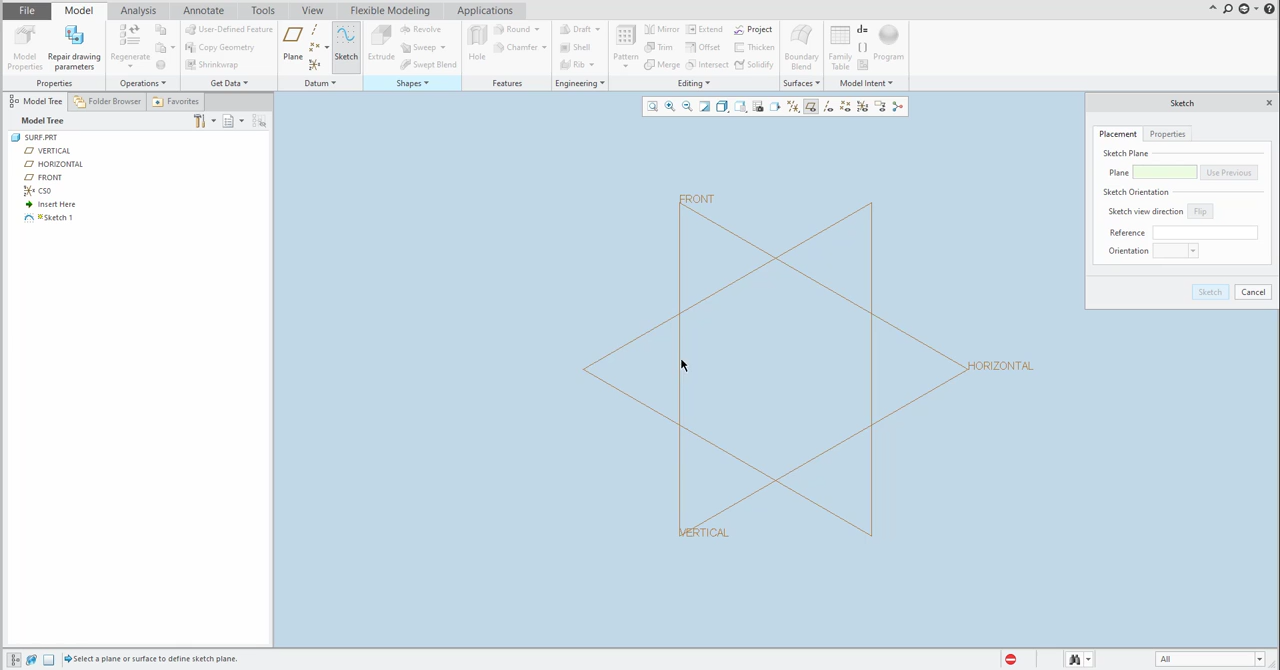 File Model Analysis Annotate Tools View Flexible Modeling Applications
Model Properties
Repair drawing parameters
Regenerate
User-Defined Feature
Copy Geometry
Shrinkwrap
Plane
Sketch
Extrude
Revolve
Sweep
Swept Blend
Hole
Round
Chamfer
Draft
Shell
Rib
Pattern
Mirror Extend Project
Trim Offset Thicken
Merge Intersect Solidify
Boundary Blend
Family Table
d=
Program
Properties Operations Get Data Datum Shapes Features Engineering Editing Surfaces Model Intent
Model Tree Folder Browser Favorites
Model Tree
SURF.PRT
VERTICAL
HORIZONTAL
FRONT
CS0
Insert Here
Sketch 1
FRONT
HORIZONTAL
VERTICAL
Sketch
Placement Properties
Sketch Plane
Plane Use Previous
Sketch Orientation
Sketch view direction Flip
Reference
Orientation
Sketch Cancel
Select a plane or surface to define sketch plane.
All